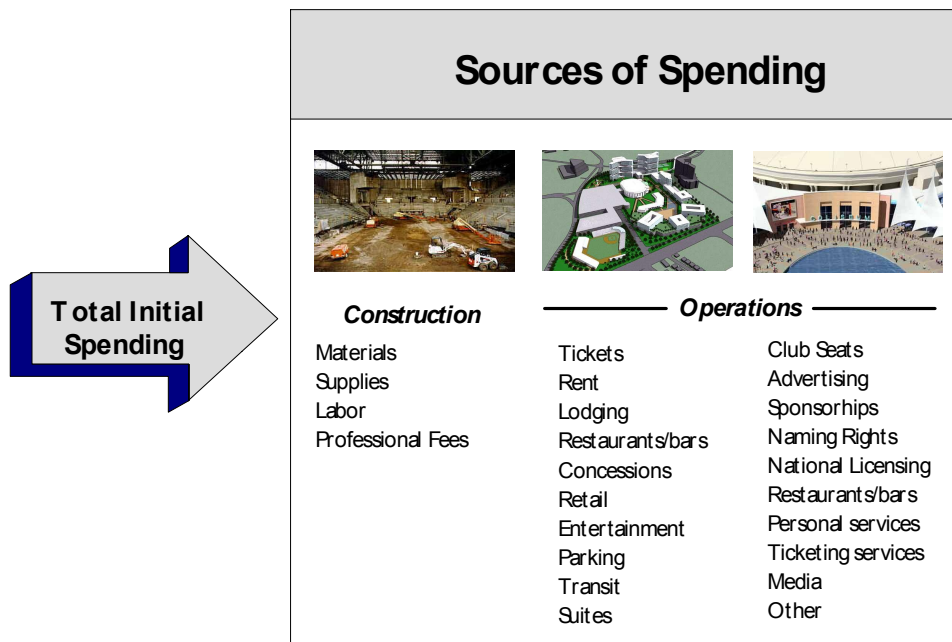 Sources of Spending
Total Initial
Spending
Construction
Materials
Supplies
Labor
Professional Fees
Operations
Tickets
Rent
Lodging
Restaurants/bars
Concessions
Retail
Entertainment
Parking
Transit
Suites
Club Seats
Advertising
Sponsorhips
Naming Rights
National Licensing
Restaurants/bars
Personal services
Ticketing services
Media
Other